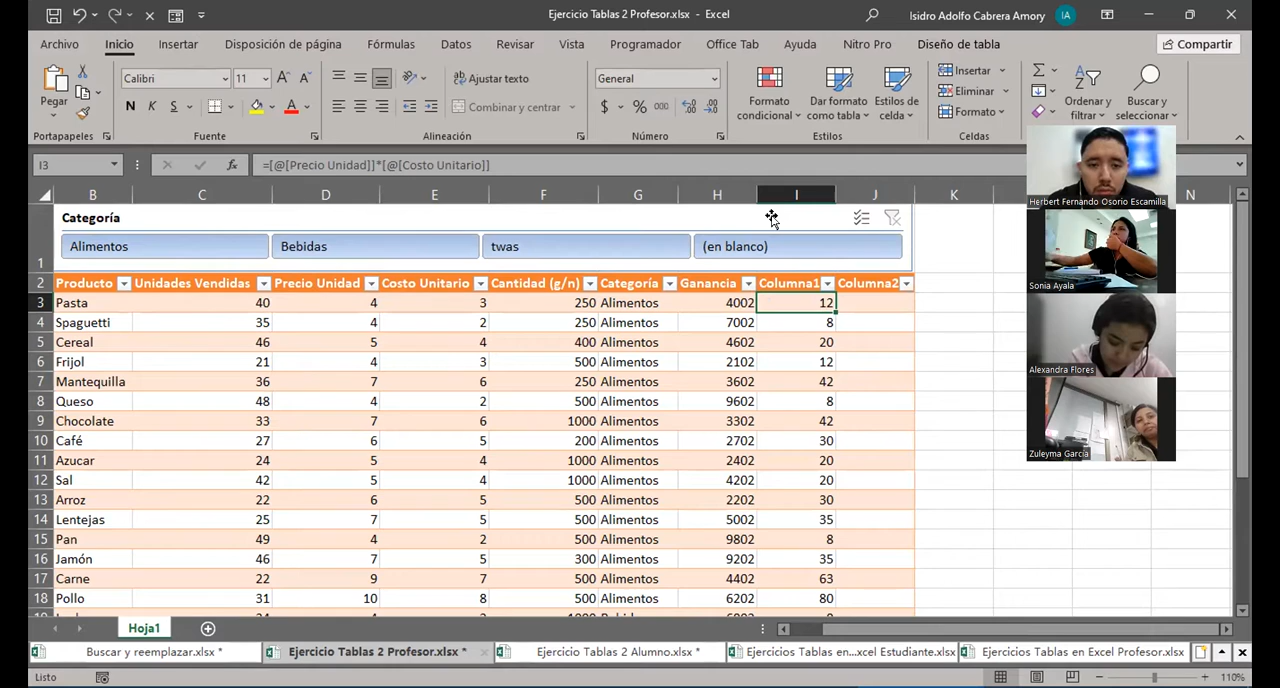 Ejercicio Tablas 2 Profesor.xlsx - Excel
Isidro Adolfo Cabrera Amory
IA
Archivo Inicio Insertar Disposición de página Fórmulas Datos Revisar Vista Programador Office Tab Ayuda Nitro Pro Diseño de tabla Compartir
Pegar
Calibri 11
N K S
Ajustar texto
Combinar y centrar
General
$ % 000
Formato condicional
Dar formato como tabla
Estilos de celda
Insertar
Eliminar
Formato
Ordenar y filtrar
Buscar y seleccionar
Portapapeles Fuente Alineación Número Estilos Celdas
I3 fx =[@[Precio Unidad]]*[@[Costo Unitario]]
B C D E F G H I J K N
Categoría
Alimentos Bebidas twas (en blanco)
1
2 Producto Unidades Vendidas Precio Unidad Costo Unitario Cantidad (g/n) Categoría Ganancia Columna1 Columna2
3 Pasta 40 4 3 250 Alimentos 4002 12
4 Spaguetti 35 4 2 250 Alimentos 7002 8
5 Cereal 46 5 4 400 Alimentos 4602 20
6 Frijol 21 4 3 500 Alimentos 2102 12
7 Mantequilla 36 7 6 250 Alimentos 3602 42
8 Queso 48 4 2 500 Alimentos 9602 8
9 Chocolate 33 7 6 1000 Alimentos 3302 42
10 Café 27 6 5 200 Alimentos 2702 30
11 Azucar 24 5 4 1000 Alimentos 2402 20
12 Sal 42 5 4 1000 Alimentos 4202 20
13 Arroz 22 6 5 500 Alimentos 2202 30
14 Lentejas 25 7 5 500 Alimentos 5002 35
15 Pan 49 4 2 500 Alimentos 9802 8
16 Jamón 46 7 5 300 Alimentos 9202 35
17 Carne 22 9 7 500 Alimentos 4402 63
18 Pollo 31 10 8 500 Alimentos 6202 80
Herbert Fernando Osorio Escamilla
Sonia Ayala
Alexandra Flores
Zuleyma García
Hoja1
Buscar y reemplazar.xlsx * Ejercicio Tablas 2 Profesor.xlsx * Ejercicio Tablas 2 Alumno.xlsx * Ejercicios Tablas en...xcel Estudiante.xlsx Ejercicios Tablas en Excel Profesor.xlsx
Listo 110%